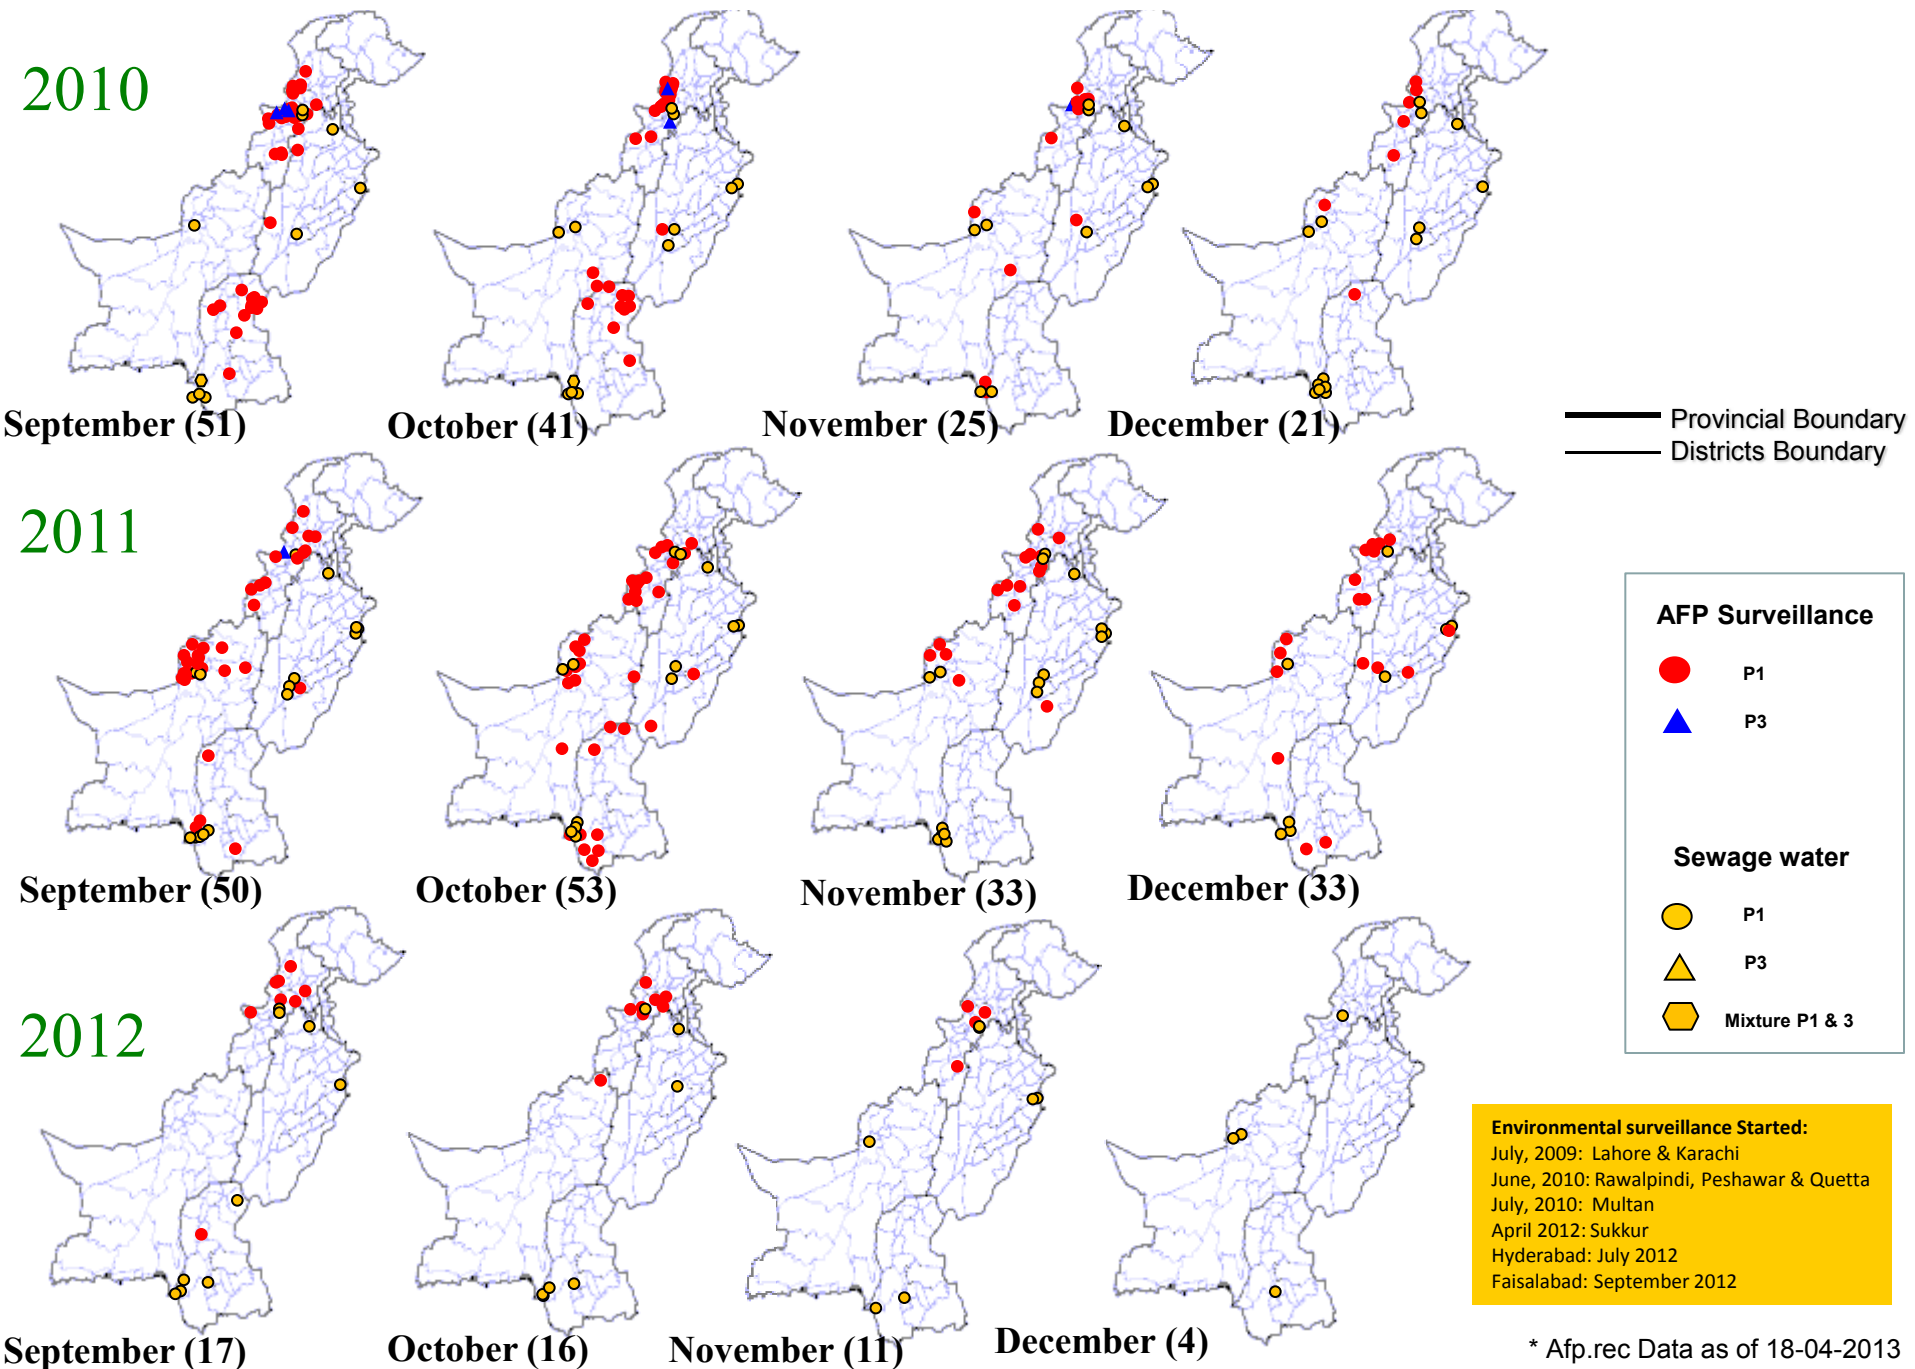 2010
September (51)
October (41)
November (25)
December (21)
Provincial Boundary
Districts Boundary
2011
September (50)
October (53)
November (33)
December (33)
AFP Surveillance
P1
P3
Sewage water
P1
P3
Mixture P1 & 3
2012
September (17)
October (16)
November (11)
December (4)
Environmental surveillance Started:
July, 2009: Lahore & Karachi
June, 2010: Rawalpindi, Peshawar & Quetta
July, 2010: Multan
April 2012: Sukkur
Hyderabad: July 2012
Faisalabad: September 2012
* Afp.rec Data as of 18-04-2013